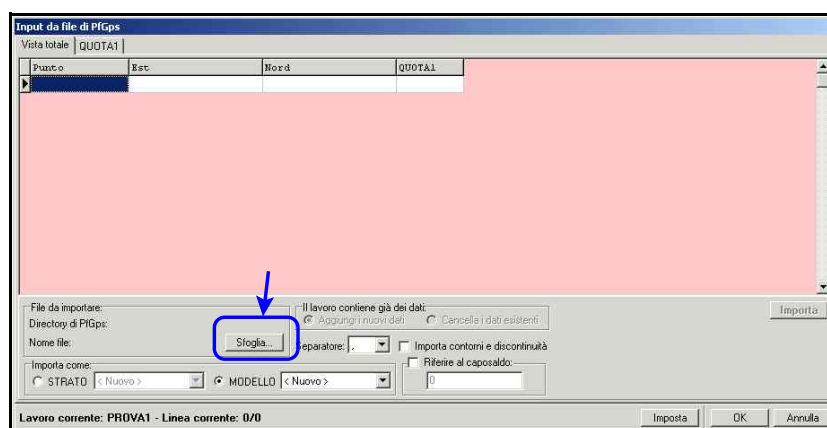 Input da file di PfGps
Vista totale QUOTA1
Punto Est Nord QUOTA1
File da importare:
Directory di PfGps:
Nome file: Sfoglia...
Il lavoro contiene già dei dati:
Aggiungi i nuovi dati Cancella i dati esistenti
Importa
Separatore: . Importa contorni e discontinuità
Importa come:
STRATO < Nuovo > MODELLO < Nuovo >
Riferire al caposaldo:
0
Lavoro corrente: PROVA1 - Linea corrente: 0/0 Imposta OK Annulla